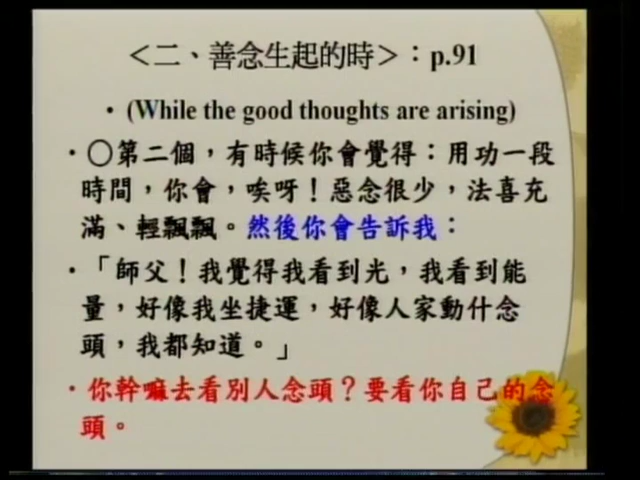 ＜二、善念生起的時＞：p.91
• (While the good thoughts are arising)
• ○第二個，有時候你會覺得：用功一段
時間，你會，唉呀！惡念很少，法喜充
滿、輕飄飄。然後你會告訴我：
• 「師父！我覺得我看到光，我看到能
量，好像我坐捷運，好像人家動什念
頭，我都知道。」
• 你幹嘛去看別人念頭？要看你自己的念
頭。